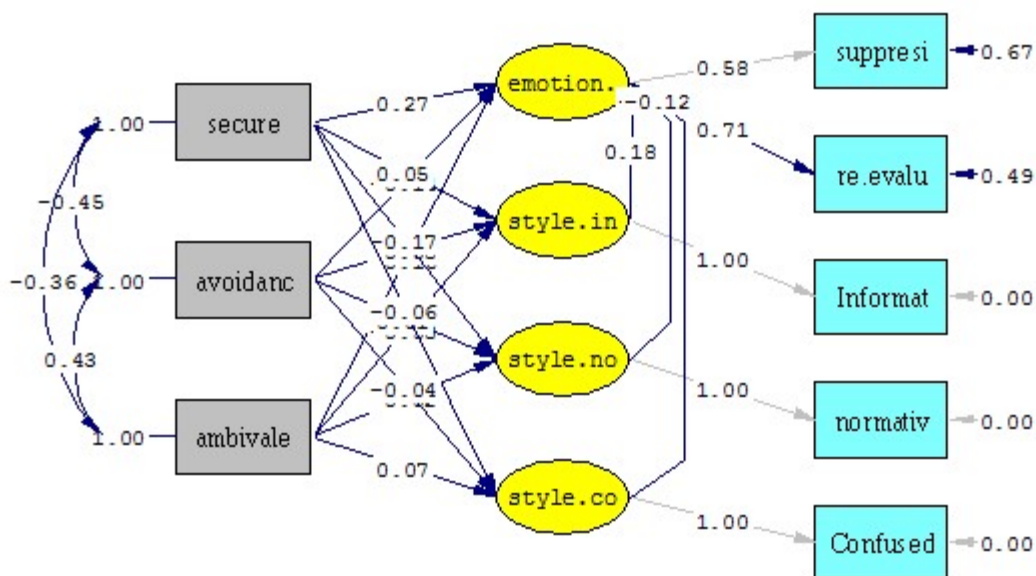 suppresi
0.58
0.67
emotion.
-0.12
secure
0.27
1.00
0.71
re.evalu
0.49
0.18
0.05
-0.45
style.in
-0.17
1.00
avoidanc
-0.36
1.00
Informat
0.00
-0.06
0.43
style.no
-0.04
1.00
normativ
0.00
ambivale
1.00
0.07
style.co
1.00
Confused
0.00